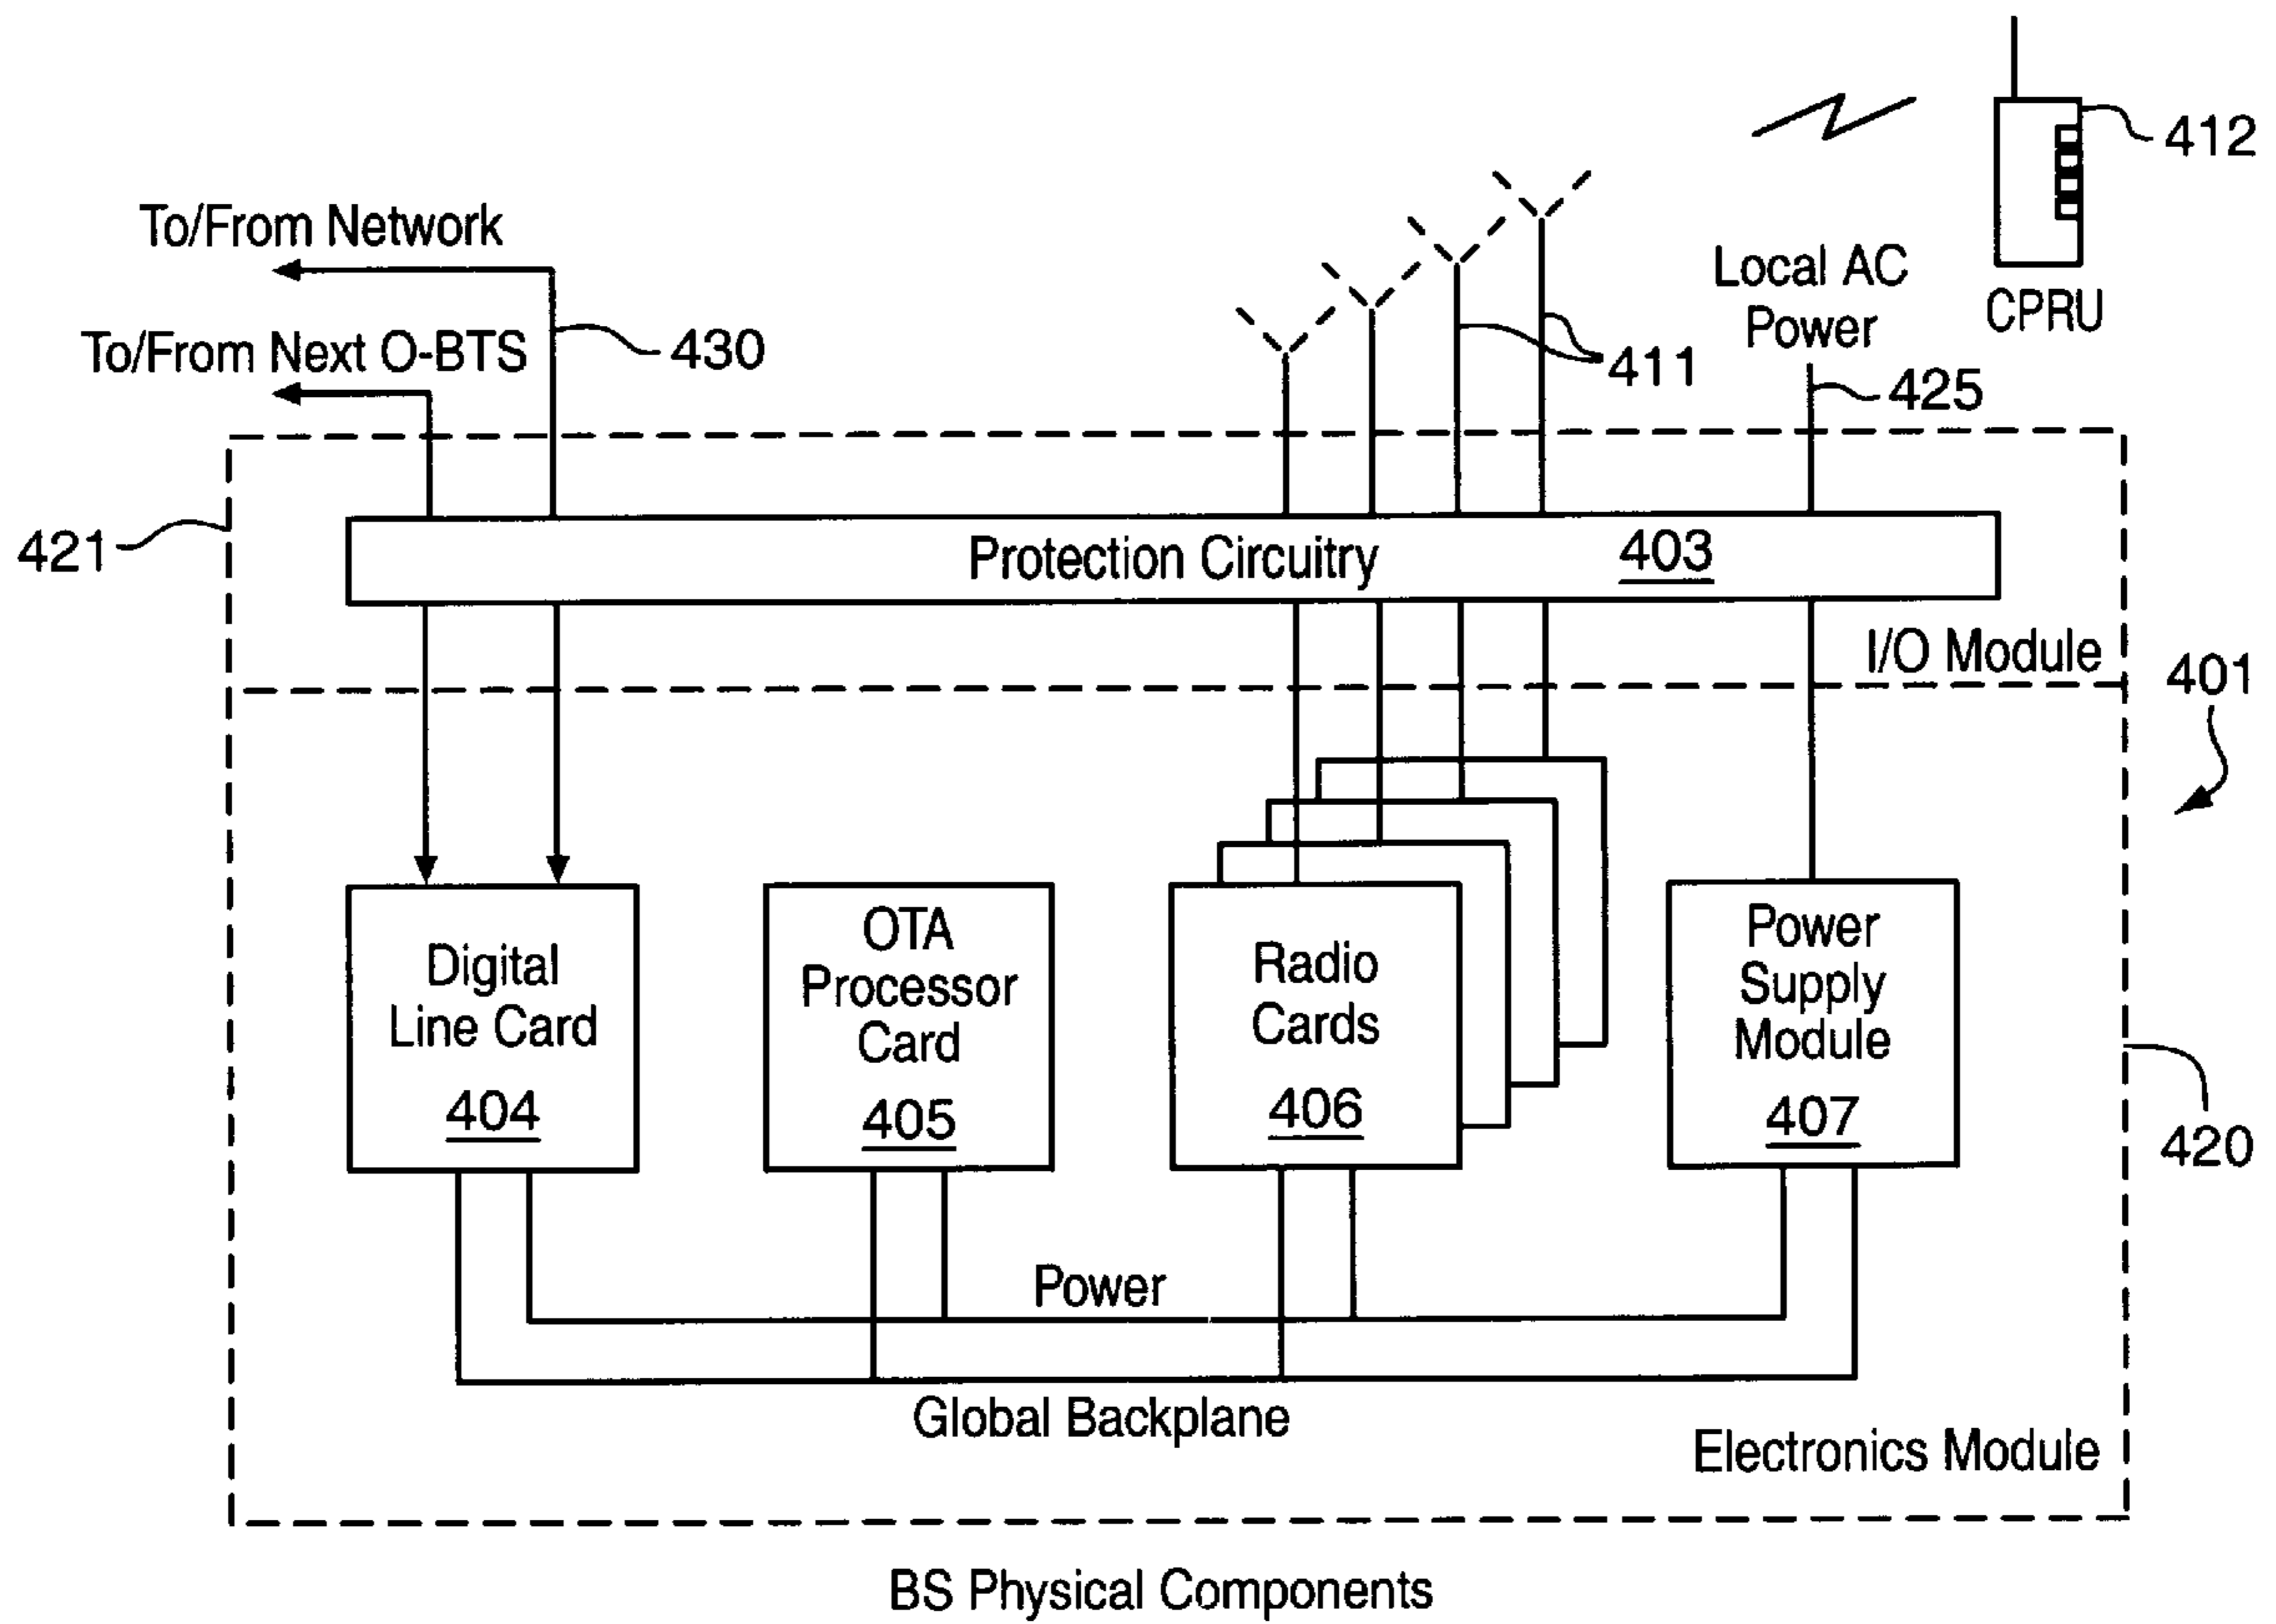 412
To/From Network
Local AC
Power
CPRU
To/From Next O-BTS
430
411
425
421
Protection Circuitry 403
I/O Module
401
Digital
Line Card
404
OTA
Processor
Card
405
Radio
Cards
406
Power
Supply
Module
407
420
Power
Global Backplane
Electronics Module
BS Physical Components